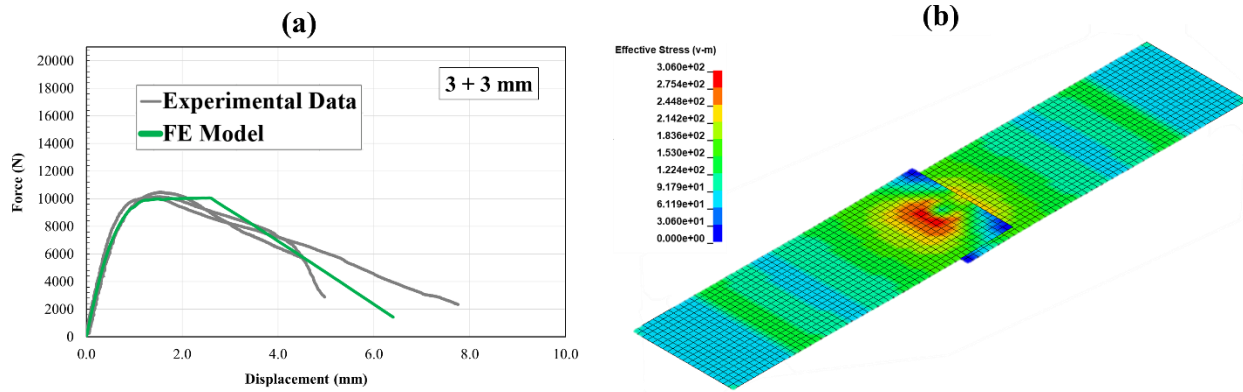 (a)
20000
18000
16000
14000
12000
10000
8000
6000
4000
2000
0
Force (N)
3 + 3 mm
Experimental Data
FE Model
0.0 2.0 4.0 6.0 8.0 10.0
Displacement (mm)
(b)
Effective Stress (v-m)
3.060e+02
2.754e+02
2.448e+02
2.142e+02
1.836e+02
1.530e+02
1.224e+02
9.179e+01
6.119e+01
3.060e+01
0.000e+00